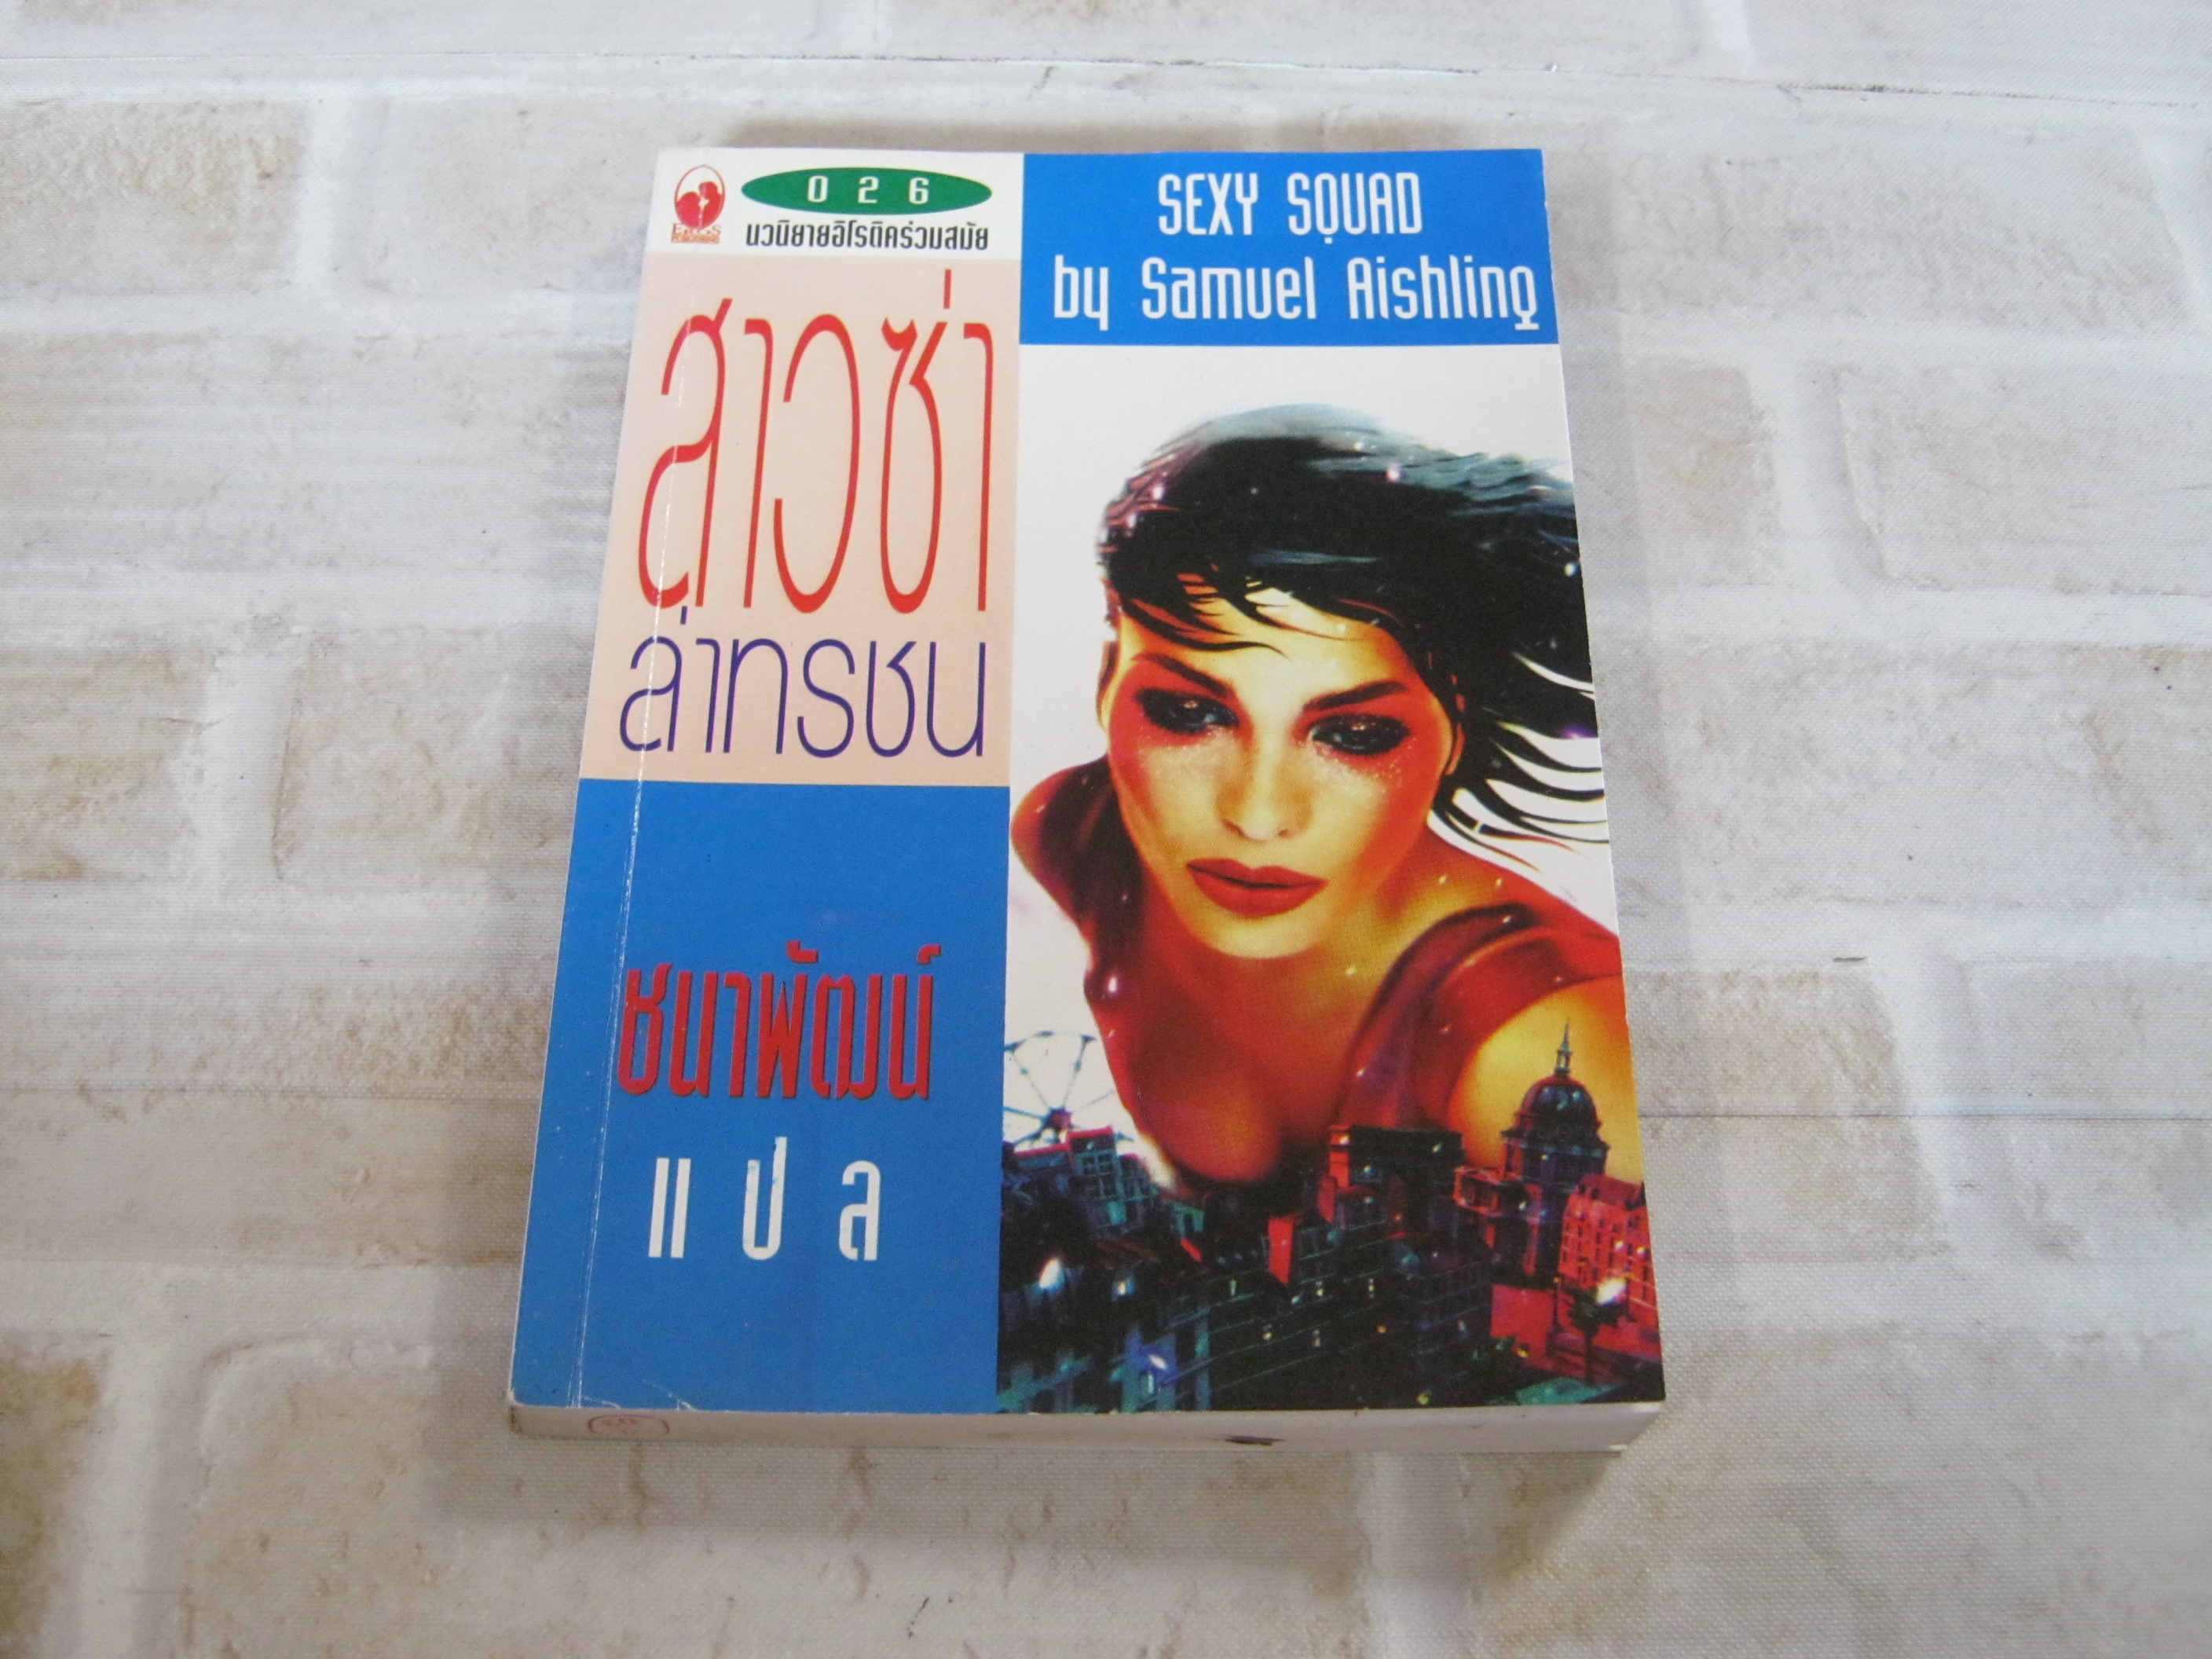 026
นวนิยายอิโรติคร่วมสมัย
สาวซ่า
ล่าทรชน
ชนาพัฒน์
แปล
SEXY SQUAD
by Samuel Aishling